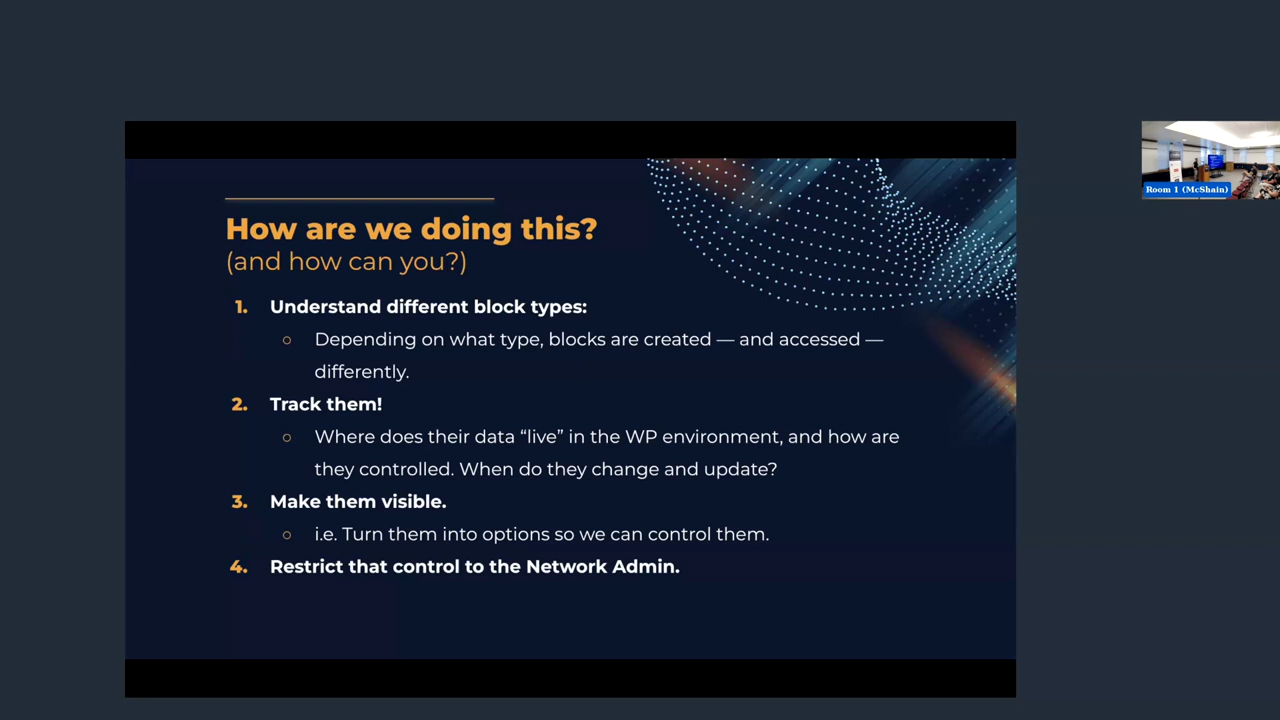 How are we doing this?
(and how can you?)
1. Understand different block types:
○ Depending on what type, blocks are created — and accessed —
differently.
2. Track them!
○ Where does their data “live” in the WP environment, and how are
they controlled. When do they change and update?
3. Make them visible.
○ i.e. Turn them into options so we can control them.
4. Restrict that control to the Network Admin.
Room 1 (McShain)